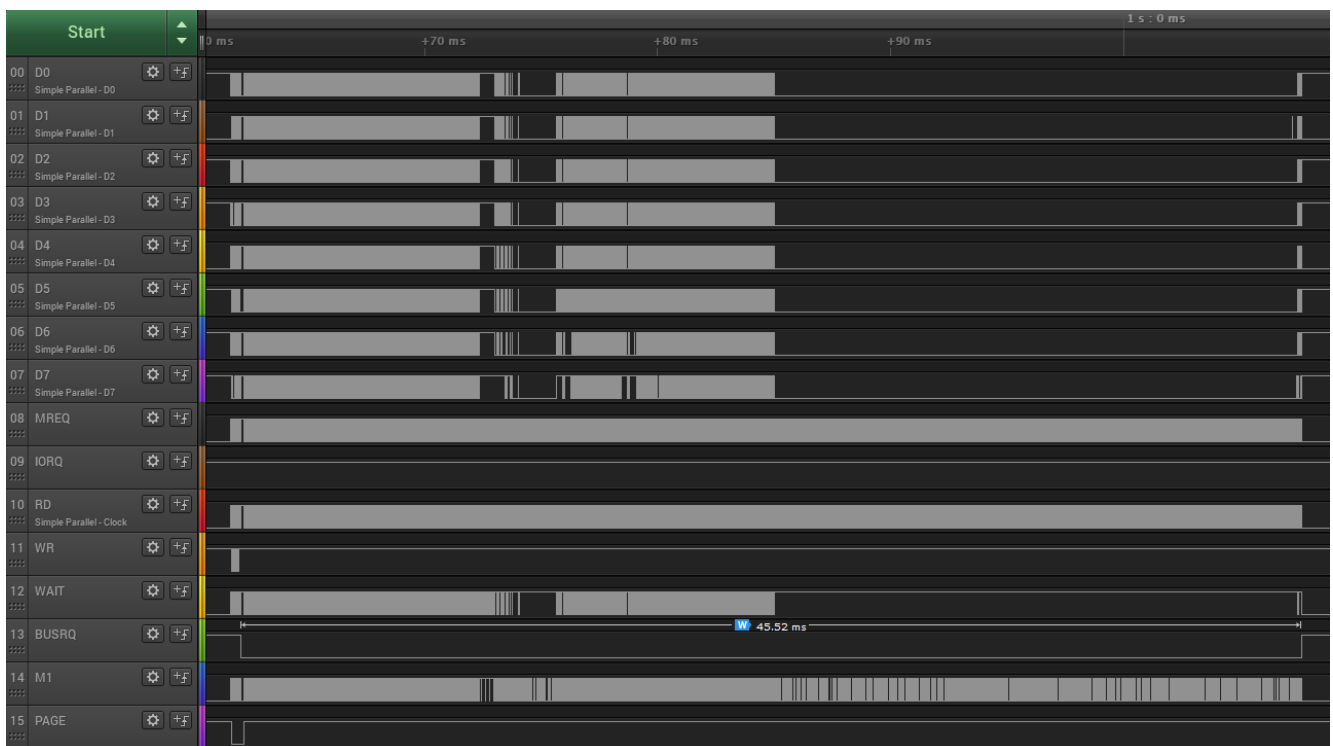 Start
1 s : 0 ms
0 ms
+70 ms
+80 ms
+90 ms
00 D0
Simple Parallel - D0
01 D1
Simple Parallel - D1
02 D2
Simple Parallel - D2
03 D3
Simple Parallel - D3
04 D4
Simple Parallel - D4
05 D5
Simple Parallel - D5
06 D6
Simple Parallel - D6
07 D7
Simple Parallel - D7
08 MREQ
09 IORQ
10 RD
Simple Parallel - Clock
11 WR
12 WAIT
13 BUSRQ
W 45.52 ms
14 M1
15 PAGE